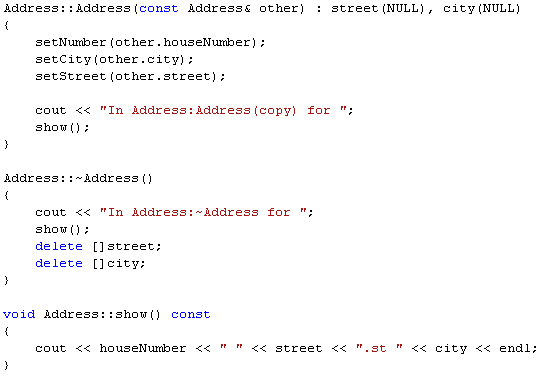 Address::Address(const Address& other) : street(NULL), city(NULL)
{
    setNumber(other.houseNumber);
    setCity(other.city);
    setStreet(other.street);

    cout << "In Address:Address(copy) for ";
    show();
}

Address::~Address()
{
    cout << "In Address:~Address for ";
    show();
    delete []street;
    delete []city;
}

void Address::show() const
{
    cout << houseNumber << " " << street << ".st " << city << endl;
}